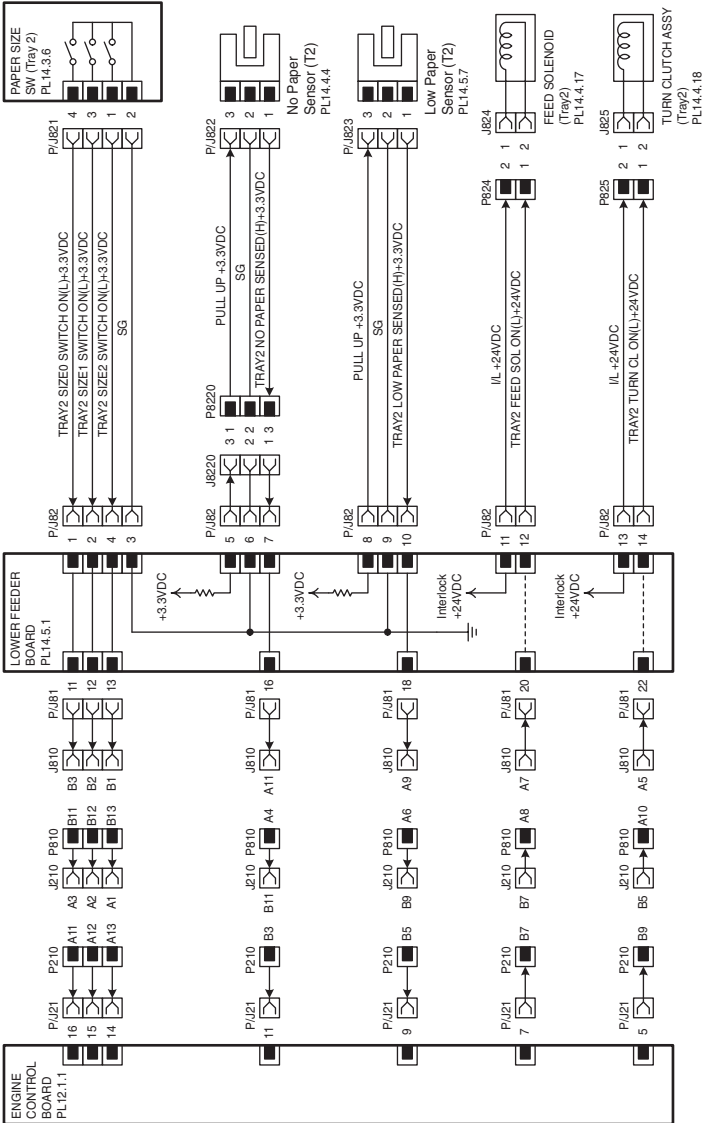 ENGINE
CONTROL
BOARD
PL12.1.1
LOWER FEEDER
BOARD
PL14.5.1
PAPER SIZE
SW (Tray 2)
PL14.3.6
P/J21
P210
J210
P810
J810
P/J81
P/J82
P/J821
16 A11 A3 B11 B3 11 1 TRAY2 SIZE0 SWITCH ON(L)+3.3VDC 4
15 A12 A2 B12 B2 12 2 TRAY2 SIZE1 SWITCH ON(L)+3.3VDC 3
14 A13 A1 B13 B1 13 4 TRAY2 SIZE2 SWITCH ON(L)+3.3VDC 1
3 SG 2
P/J82
J8220
P8220
P/J822
+3.3VDC
5 3 1 PULL UP +3.3VDC 3
6 2 2 SG 2
P/J21
P210
J210
P810
J810
P/J81
11 B3 B11 A4 A11 16 7 1 3 TRAY2 NO PAPER SENSED(H)+3.3VDC 1
No Paper
Sensor (T2)
PL14.4.4
P/J82
P/J823
+3.3VDC
8 PULL UP +3.3VDC 3
9 SG 2
P/J21
P210
J210
P810
J810
P/J81
9 B5 B9 A6 A9 18 10 TRAY2 LOW PAPER SENSED(H)+3.3VDC 1
Low Paper
Sensor (T2)
PL14.5.7
P/J82
P824
J824
Interlock
+24VDC
11 I/L +24VDC 2 1
P/J21
P210
J210
P810
J810
P/J81
7 B7 B7 A8 A7 20 12 TRAY2 FEED SOL ON(L)+24VDC 1 2
FEED SOLENOID
(Tray2)
PL14.4.17
P/J82
P825
J825
Interlock
+24VDC
13 I/L +24VDC 2 1
P/J21
P210
J210
P810
J810
P/J81
5 B9 B5 A10 A5 22 14 TRAY2 TURN CL ON(L)+24VDC 1 2
TURN CLUTCH ASSY
(Tray2)
PL14.4.18